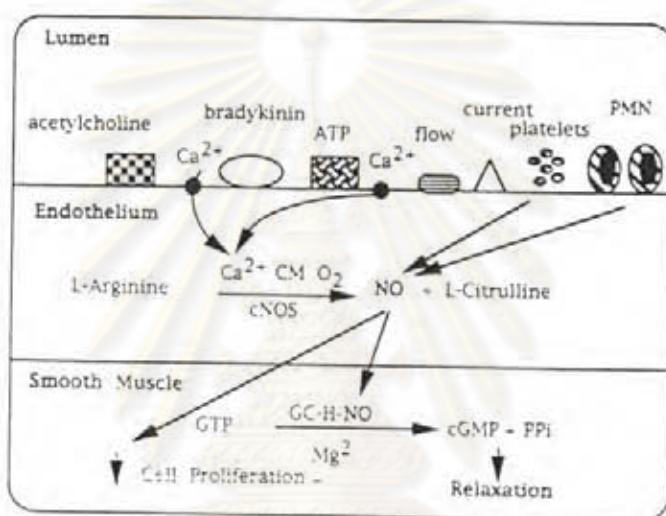 Lumen
acetylcholine
bradykinin
ATP
flow
current
platelets
PMN
Ca2+
Ca2+
Endothelium
L-Arginine
Ca2+ CM O2
cNOS
NO + L-Citrulline
Smooth Muscle
GTP
GC-H-NO
Mg2
cGMP - PPi
Cell Proliferation -
Relaxation